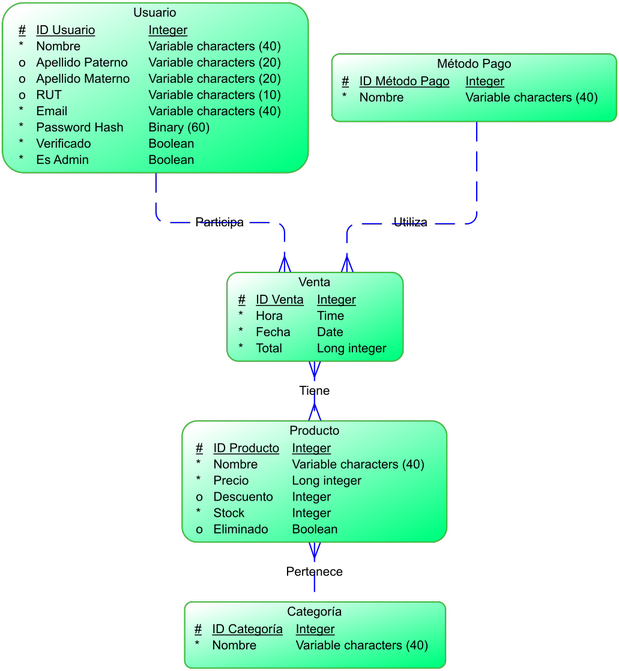 Usuario
# ID Usuario Integer
* Nombre Variable characters (40)
o Apellido Paterno Variable characters (20)
o Apellido Materno Variable characters (20)
o RUT Variable characters (10)
* Email Variable characters (40)
* Password Hash Binary (60)
* Verificado Boolean
* Es Admin Boolean
Método Pago
# ID Método Pago Integer
* Nombre Variable characters (40)
Participa
Utiliza
Venta
# ID Venta Integer
* Hora Time
* Fecha Date
* Total Long integer
Tiene
Producto
# ID Producto Integer
* Nombre Variable characters (40)
* Precio Long integer
o Descuento Integer
* Stock Integer
o Eliminado Boolean
Pertenece
Categoría
# ID Categoría Integer
* Nombre Variable characters (40)